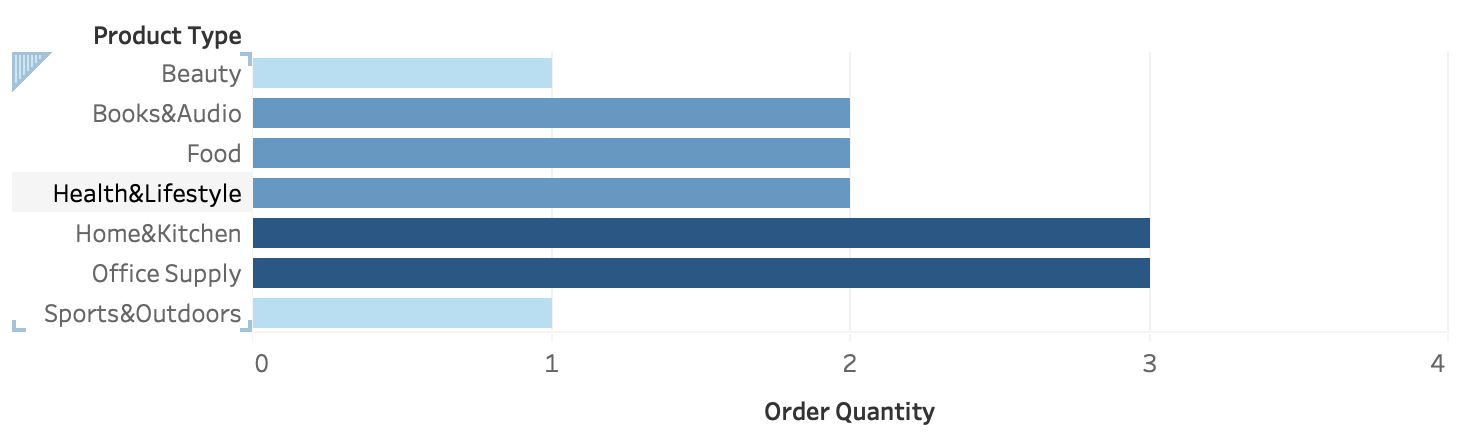 Product Type
Beauty
Books&Audio
Food
Health&Lifestyle
Home&Kitchen
Office Supply
Sports&Outdoors
0 1 2 3 4
Order Quantity